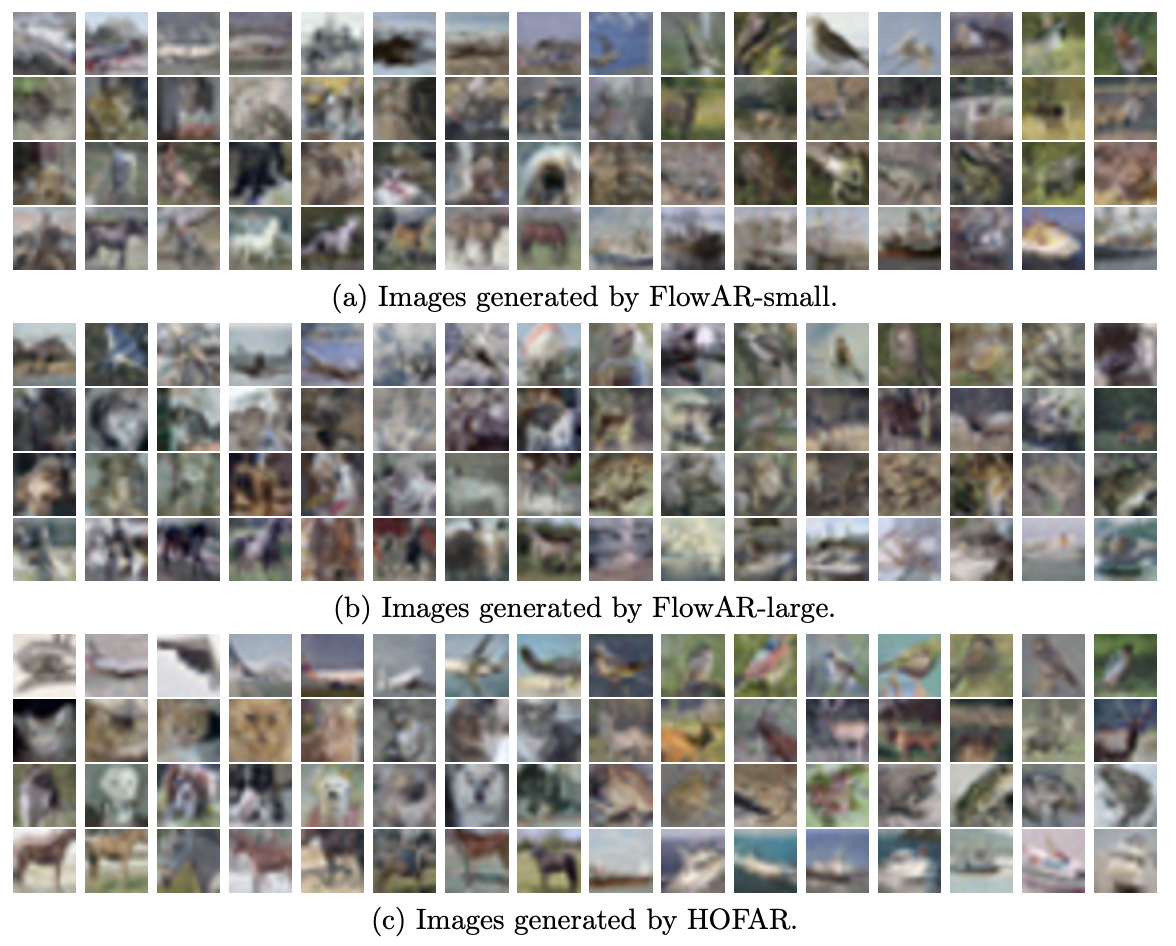 (a) Images generated by FlowAR-small.
(b) Images generated by FlowAR-large.
(c) Images generated by HOFAR.